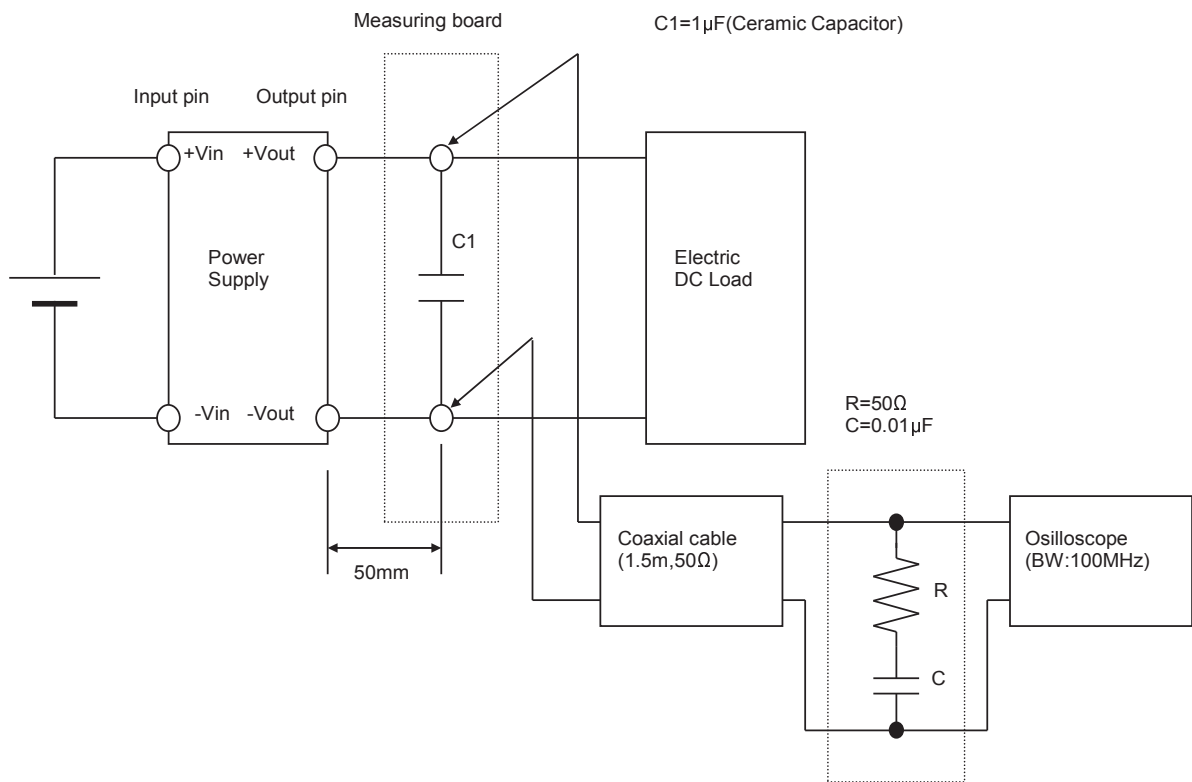 Measuring board
C1=1μF(Ceramic Capacitor)
Input pin
Output pin
+Vin
+Vout
C1
Power
Supply
Electric
DC Load
-Vin
-Vout
R=50Ω
C=0.01μF
50mm
Coaxial cable
(1.5m,50Ω)
R
C
Osilloscope
(BW:100MHz)